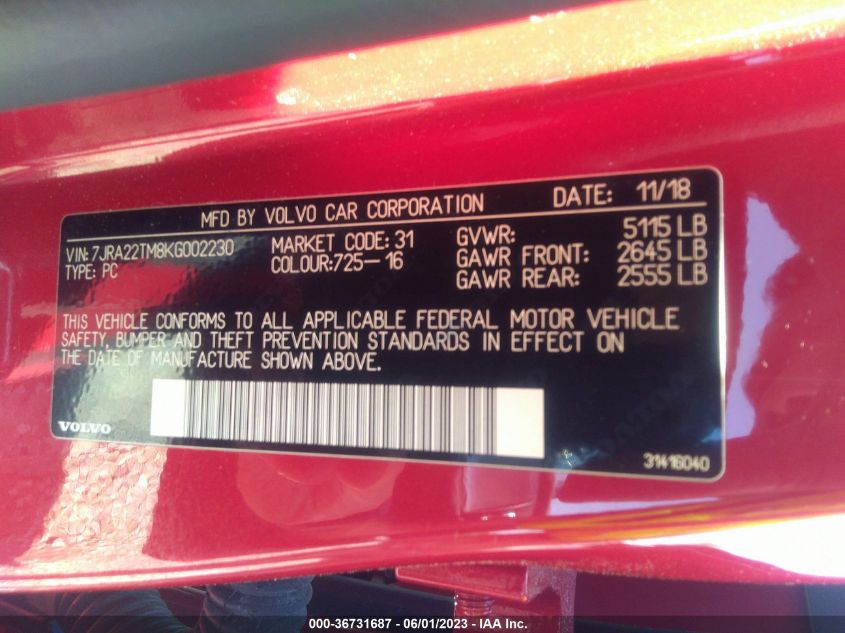 MFD BY VOLVO CAR CORPORATION DATE: 11/18
VIN: 7JRA22TM8KG002230 MARKET CODE: 31 GVWR: 5115 LB
TYPE: PC COLOUR:725-16 GAWR FRONT: 2645 LB
GAWR REAR: 2555 LB
THIS VEHICLE CONFORMS TO ALL APPLICABLE FEDERAL MOTOR VEHICLE
SAFETY, BUMPER AND THEFT PREVENTION STANDARDS IN EFFECT ON
THE DATE OF MANUFACTURE SHOWN ABOVE.
VOLVO
31416040
000-36731687 - 06/01/2023 - IAA Inc.